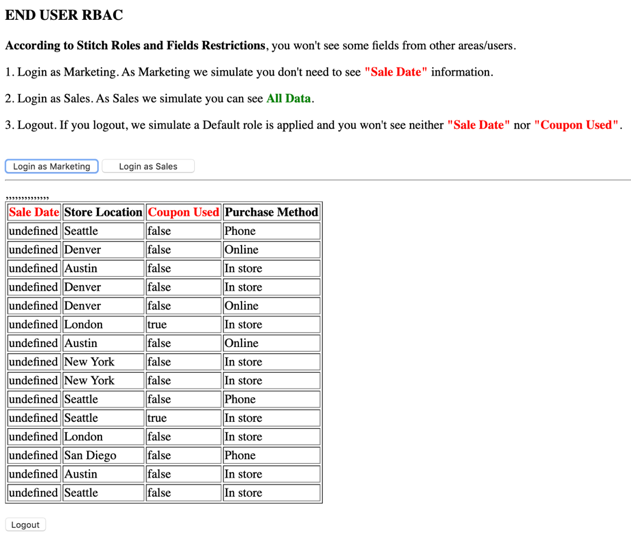 END USER RBAC
According to Stitch Roles and Fields Restrictions, you won't see some fields from other areas/users.
1. Login as Marketing. As Marketing we simulate you don't need to see "Sale Date" information.
2. Login as Sales. As Sales we simulate you can see All Data.
3. Logout. If you logout, we simulate a Default role is applied and you won't see neither "Sale Date" nor "Coupon Used".
Login as Marketing Login as Sales
,,,,,,,,,,,,,,
Sale Date Store Location Coupon Used Purchase Method
undefined Seattle false Phone
undefined Denver false Online
undefined Austin false In store
undefined Denver false In store
undefined Denver false Online
undefined London true In store
undefined Austin false Online
undefined New York false In store
undefined New York false In store
undefined Seattle false Phone
undefined Seattle true In store
undefined London false In store
undefined San Diego false Phone
undefined Austin false In store
undefined Seattle false In store
Logout